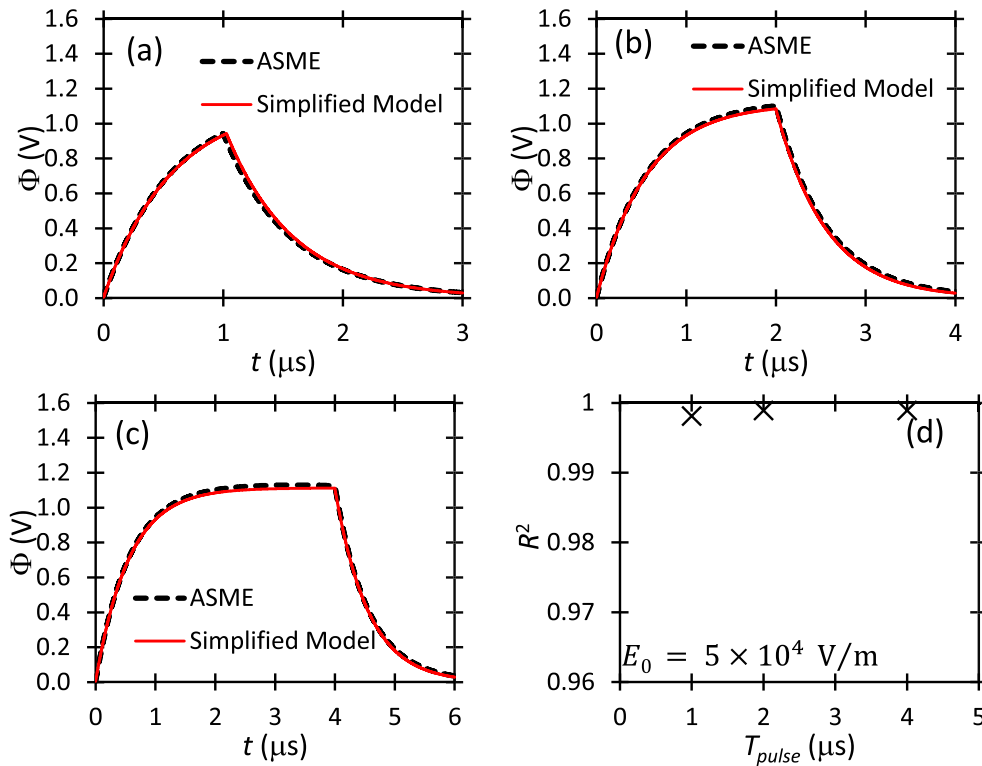 (a)
ASME
Simplified Model
1.6
1.4
1.2
1.0
0.8
0.6
0.4
0.2
0.0
Φ (V)
0 1 2 3
t (μs)
(b)
ASME
Simplified Model
1.6
1.4
1.2
1.0
0.8
0.6
0.4
0.2
0.0
Φ (V)
0 1 2 3 4
t (μs)
(c)
ASME
Simplified Model
1.6
1.4
1.2
1.0
0.8
0.6
0.4
0.2
0.0
Φ (V)
0 1 2 3 4 5 6
t (μs)
(d)
1
0.99
0.98
0.97
0.96
R²
E₀ = 5 × 10⁴ V/m
0 1 2 3 4 5
T_pulse (μs)